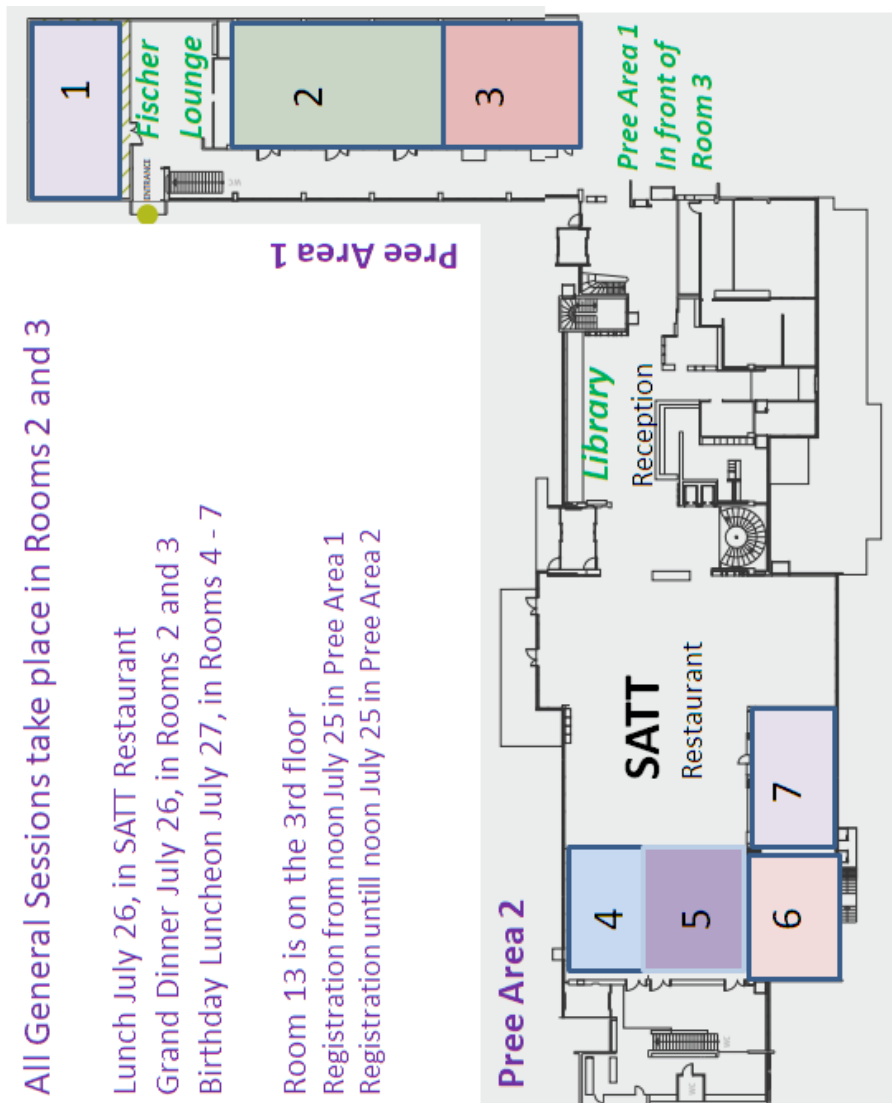 All General Sessions take place in Rooms 2 and 3
Lunch July 26, in SATT Restaurant
Grand Dinner July 26, in Rooms 2 and 3
Birthday Luncheon July 27, in Rooms 4 - 7
Room 13 is on the 3rd floor
Registration from noon July 25 in Pree Area 1
Registration untill noon July 25 in Pree Area 2
Pree Area 2
Pree Area 1
1
ENTRANCE
Fischer
Lounge
WC
2
3
Pree Area 1
In front of
Room 3
Library
Reception
SATT
Restaurant
4
5
6
7
WC
WC